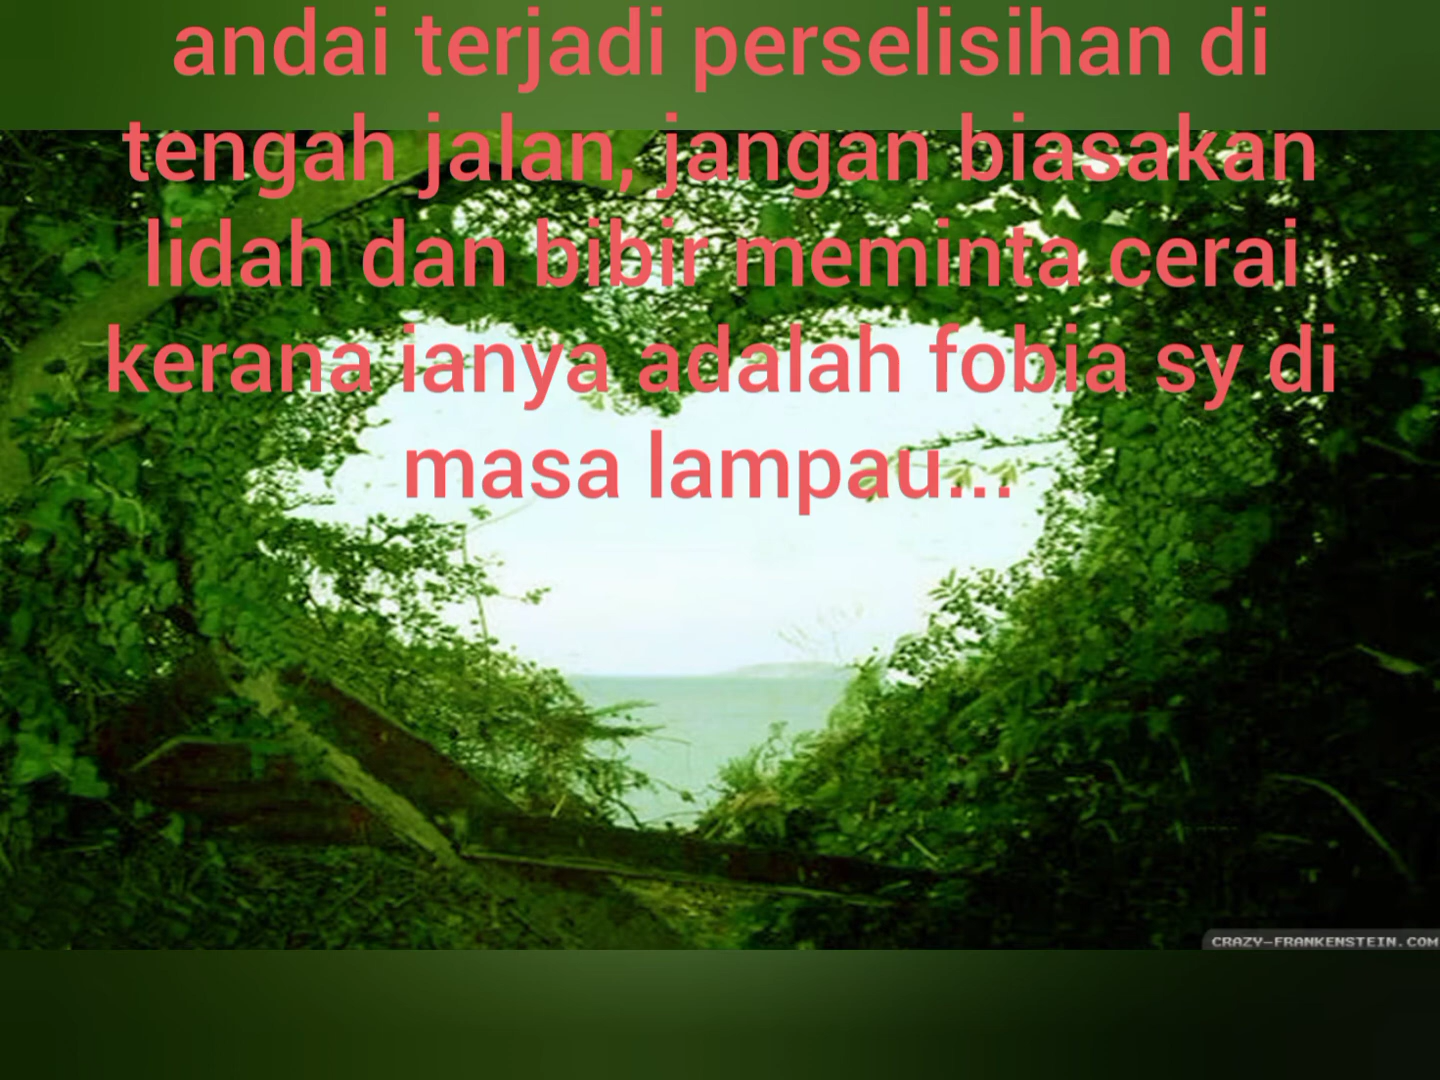 andai terjadi perselisihan di
tengah jalan, jangan biasakan
lidah dan bibir meminta cerai
kerana ianya adalah fobia sy di
masa lampau...
CRAZY-FRANKENSTEIN.COM